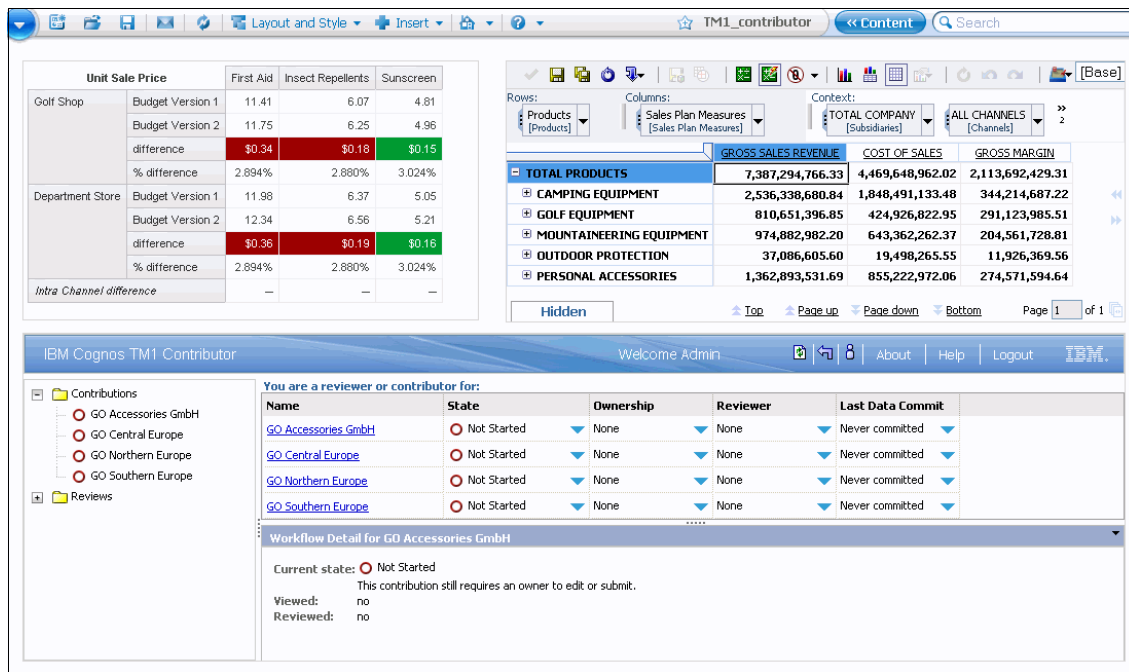 Layout and Style Insert TM1_contributor « Content Search
Unit Sale Price First Aid Insect Repellents Sunscreen
Golf Shop Budget Version 1 11.41 6.07 4.81
Budget Version 2 11.75 6.25 4.96
difference $0.34 $0.18 $0.15
% difference 2.894% 2.880% 3.024%
Department Store Budget Version 1 11.98 6.37 5.05
Budget Version 2 12.34 6.56 5.21
difference $0.36 $0.19 $0.16
% difference 2.894% 2.880% 3.024%
Intra Channel difference — — —
[Base]
Rows: Columns: Context:
Products Sales Plan Measures TOTAL COMPANY ALL CHANNELS »
[Products] [Sales Plan Measures] [Subsidiaries] [Channels] 2
GROSS SALES REVENUE COST OF SALES GROSS MARGIN
TOTAL PRODUCTS 7,387,294,766.33 4,469,648,962.02 2,113,692,429.31
CAMPING EQUIPMENT 2,536,338,680.84 1,848,491,133.48 344,214,687.22
GOLF EQUIPMENT 810,651,396.85 424,926,822.95 291,123,985.51
MOUNTAINEERING EQUIPMENT 974,882,982.20 643,362,262.37 204,561,728.81
OUTDOOR PROTECTION 37,086,605.60 19,498,265.55 11,926,369.56
PERSONAL ACCESSORIES 1,362,893,531.69 855,222,972.06 274,571,594.64
Hidden Top Page up Page down Bottom Page 1 of 1
IBM Cognos TM1 Contributor Welcome Admin About Help Logout IBM.
Contributions
GO Accessories GmbH
GO Central Europe
GO Northern Europe
GO Southern Europe
Reviews
You are a reviewer or contributor for:
Name State Ownership Reviewer Last Data Commit
GO Accessories GmbH Not Started None None Never committed
GO Central Europe Not Started None None Never committed
GO Northern Europe Not Started None None Never committed
GO Southern Europe Not Started None None Never committed
Workflow Detail for GO Accessories GmbH
Current state: Not Started
This contribution still requires an owner to edit or submit.
Viewed: no
Reviewed: no